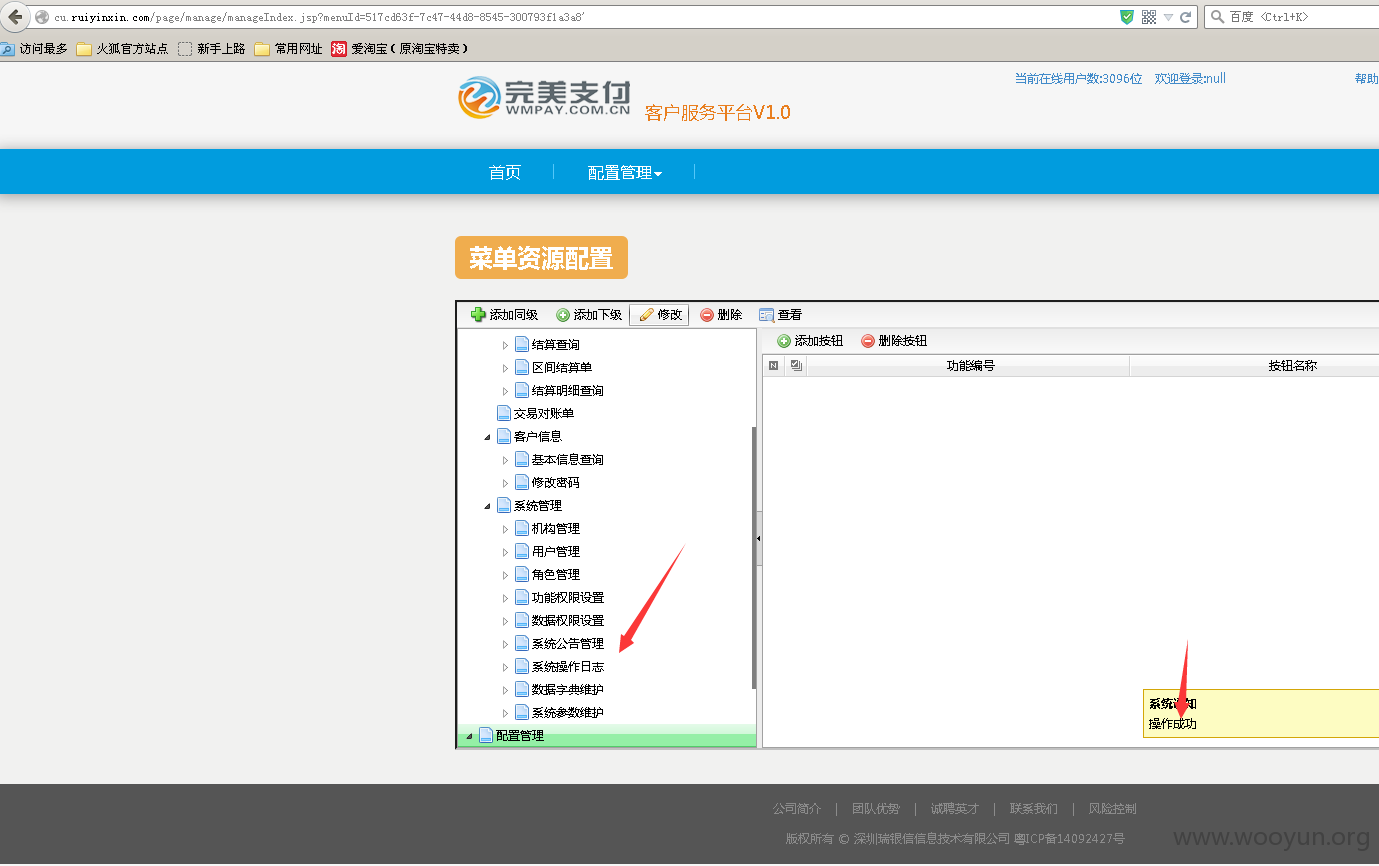 cu.ruiyinxin.com/page/manage/manageIndex.jsp?menuId=517cd63f-7c47-44d8-8545-300793f1a3a8'
百度 <Ctrl+K>
访问最多 火狐官方站点 新手上路 常用网址 淘 爱淘宝（原淘宝特卖）
当前在线用户数:3096位 欢迎登录:null 帮助
完美支付
WMPAY.COM.CN
客户服务平台V1.0
首页 配置管理
菜单资源配置
添加同级 添加下级 修改 删除 查看
添加按钮 删除按钮
N 功能编号 按钮名称
结算查询
区间结算单
结算明细查询
交易对账单
客户信息
基本信息查询
修改密码
系统管理
机构管理
用户管理
角色管理
功能权限设置
数据权限设置
系统公告管理
系统操作日志
数据字典维护
系统参数维护
配置管理
系统通知
操作成功
公司简介 | 团队优势 | 诚聘英才 | 联系我们 | 风险控制
版权所有 © 深圳瑞银信信息技术有限公司 粤ICP备14092427号
www.wooyun.org